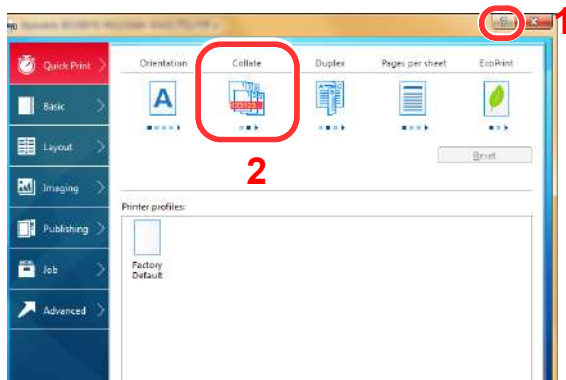 ?
1
Quick Print
Orientation
Collate
Duplex
Pages per sheet
EcoPrint
A
123123
Basic
Layout
2
Reset
Imaging
Printer profiles:
Publishing
Job
Factory
Default
Advanced